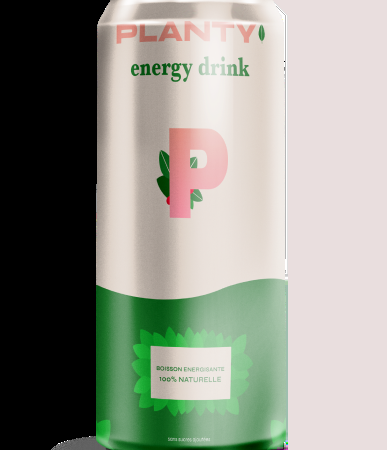 PLANTY
energy drink
P
BOISSON ENERGISANTE
100% NATURELLE